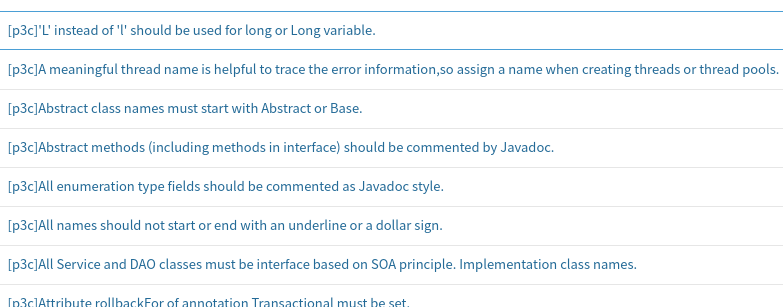 [p3c]'L' instead of 'l' should be used for long or Long variable.
[p3c]A meaningful thread name is helpful to trace the error information,so assign a name when creating threads or thread pools.
[p3c]Abstract class names must start with Abstract or Base.
[p3c]Abstract methods (including methods in interface) should be commented by Javadoc.
[p3c]All enumeration type fields should be commented as Javadoc style.
[p3c]All names should not start or end with an underline or a dollar sign.
[p3c]All Service and DAO classes must be interface based on SOA principle. Implementation class names.
[p3c]Attribute rollbackFor of annotation Transactional must be set.